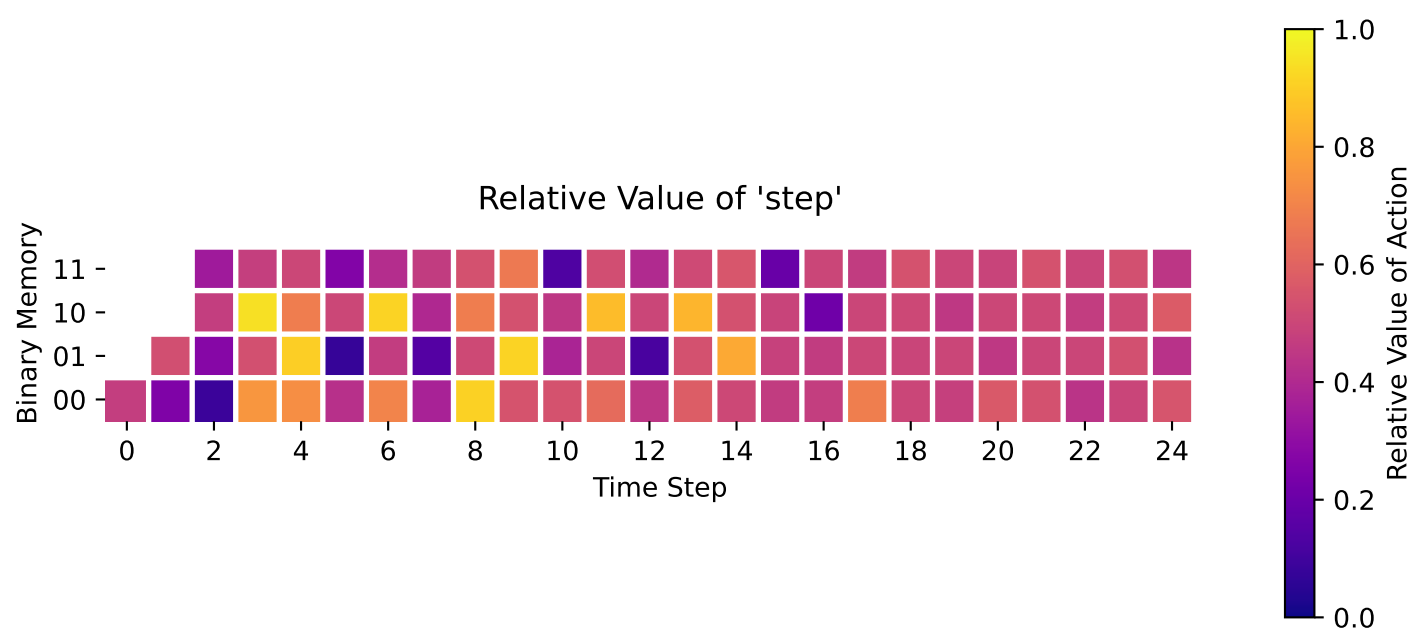 Relative Value of 'step'
Binary Memory
11
10
01
00
0 2 4 6 8 10 12 14 16 18 20 22 24
Time Step
1.0
0.8
0.6
0.4
0.2
0.0
Relative Value of Action